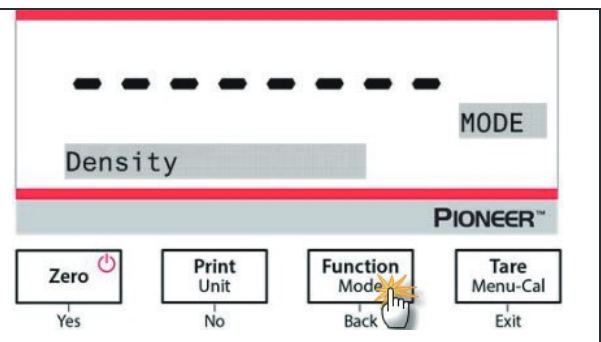 MODE
Density
PIONEER™
Zero
Print
Unit
Function
Mode
Tare
Menu-Cal
Yes
No
Back
Exit